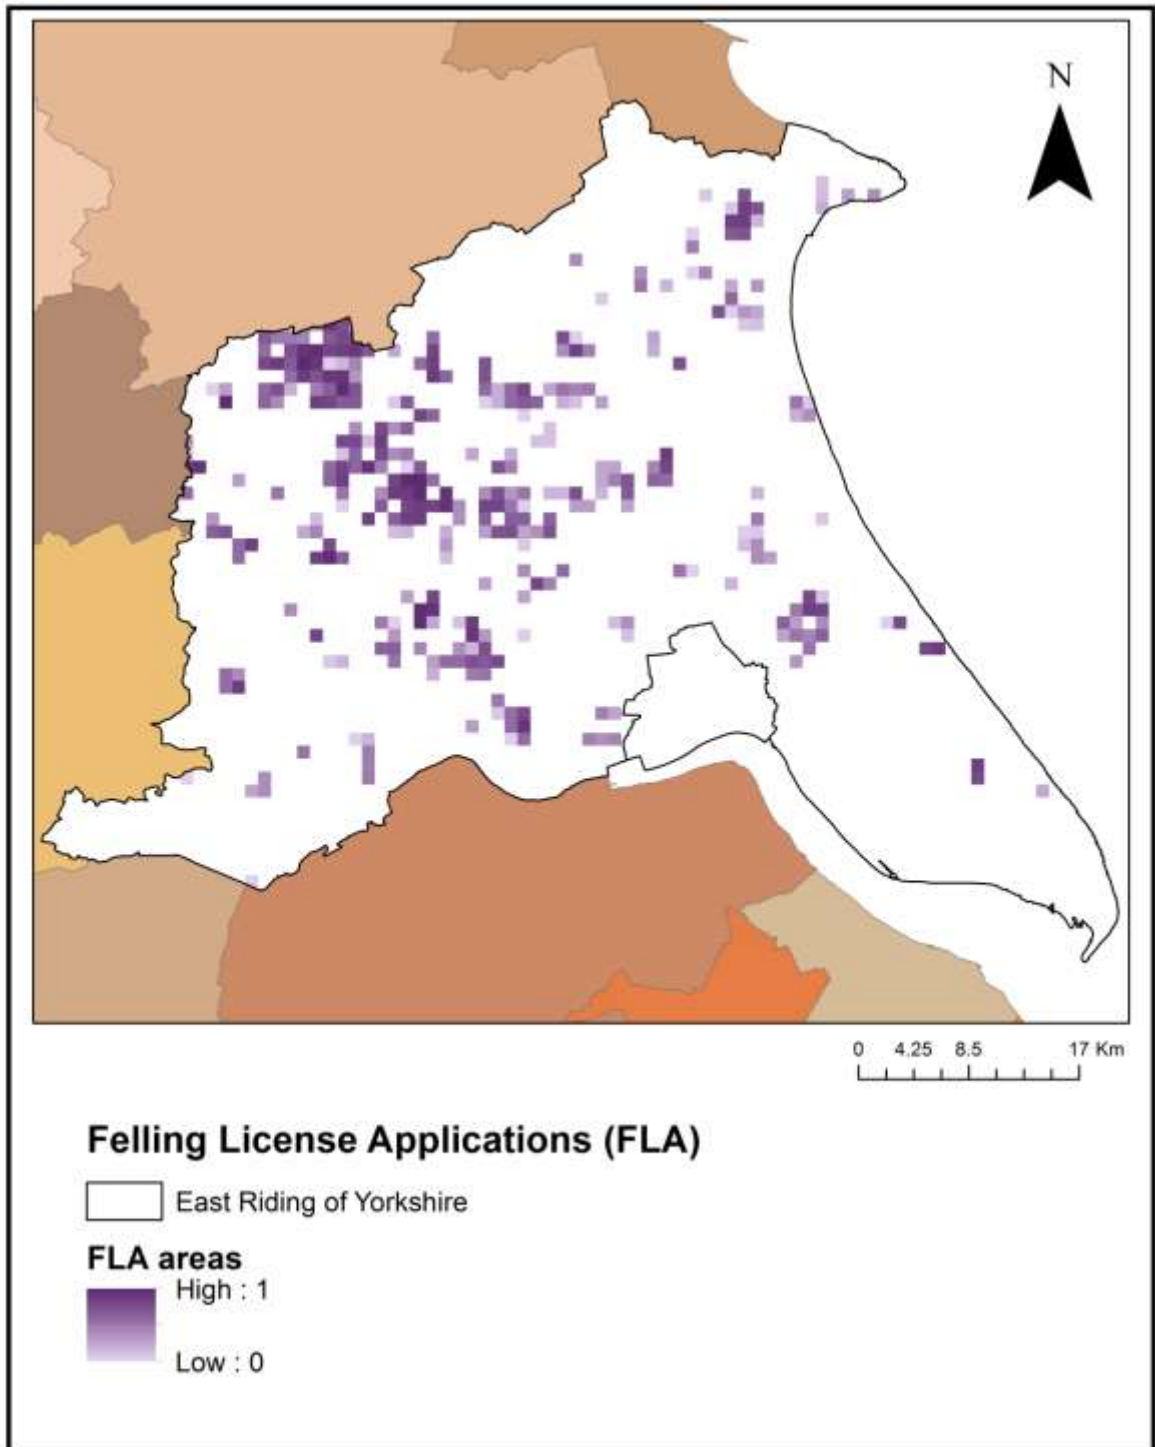 N
0 4.25 8.5 17 Km
Felling License Applications (FLA)
East Riding of Yorkshire
FLA areas
High : 1
Low : 0